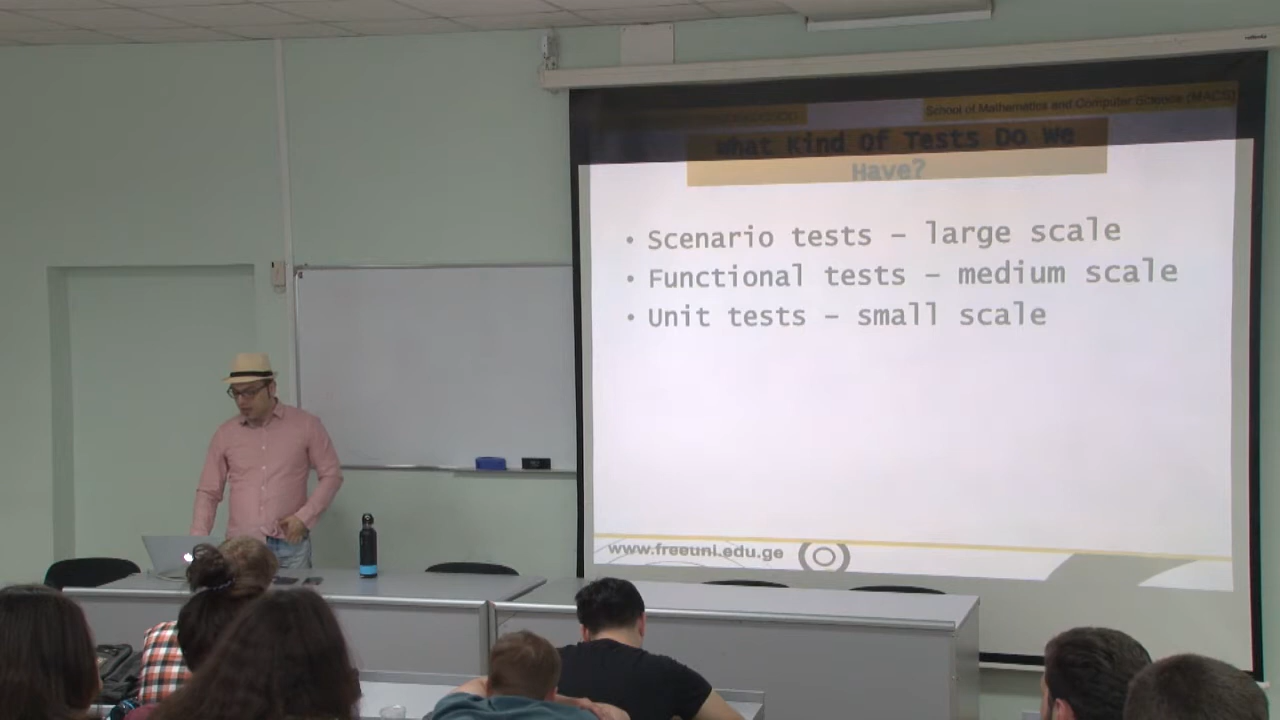 School of Mathematics and Computer Science (MACS)
What Kind Of Tests Do We
Have?
• Scenario tests – large scale
• Functional tests – medium scale
• Unit tests – small scale
www.freeuni.edu.ge